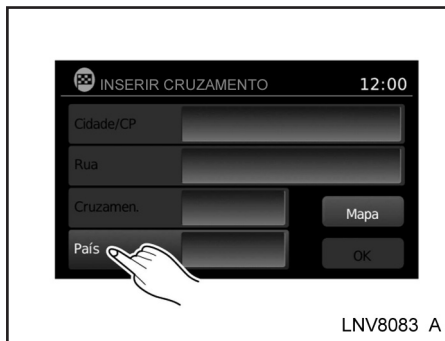 INSERIR CRUZAMENTO 12:00
Cidade/CP
Rua
Cruzamen.
Mapa
País
OK
LNV8083 A